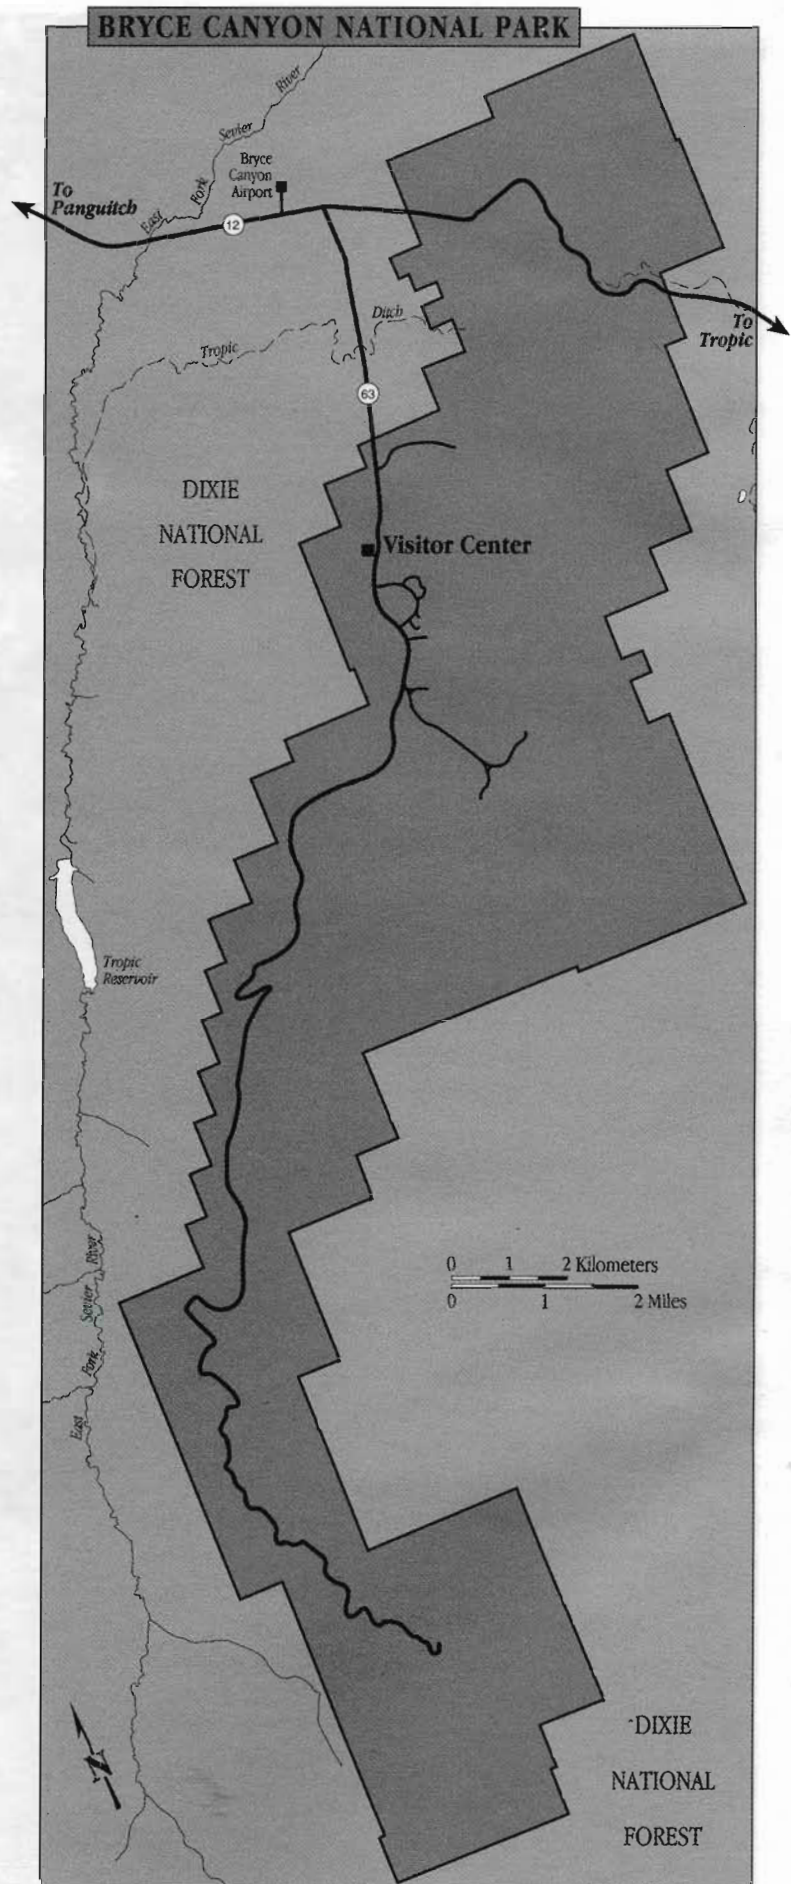 BRYCE CANYON NATIONAL PARK
River
Sevier
Fork
East
Bryce
Canyon
Airport
To
Panguitch
12
To
Tropic
Ditch
Tropic
63
DIXIE
NATIONAL
FOREST
Visitor Center
Tropic
Reservoir
River
Sevier
Fork
East
0 1 2 Kilometers
0 1 2 Miles
N
DIXIE
NATIONAL
FOREST